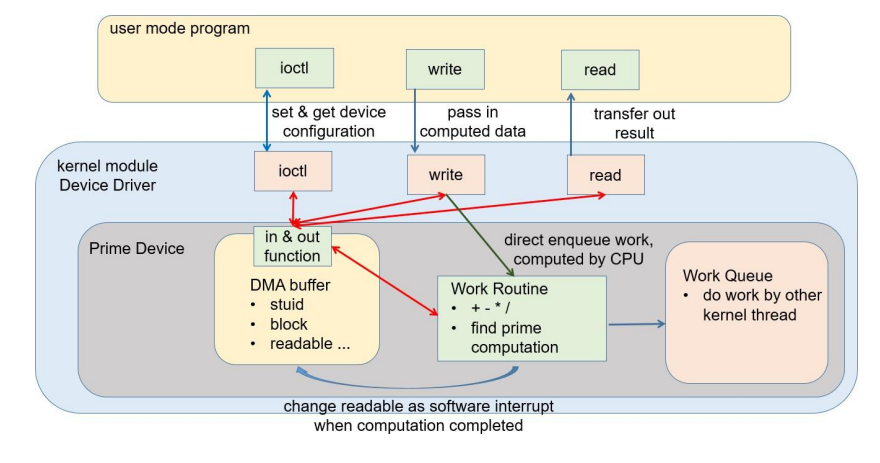 user mode program
ioctl
write
read
set & get device
configuration
pass in
computed data
transfer out
result
kernel module
Device Driver
ioctl
write
read
Prime Device
in & out
function
direct enqueue work,
computed by CPU
DMA buffer
• stuid
• block
• readable ...
Work Routine
• + - * /
• find prime
computation
Work Queue
• do work by other
kernel thread
change readable as software interrupt
when computation completed